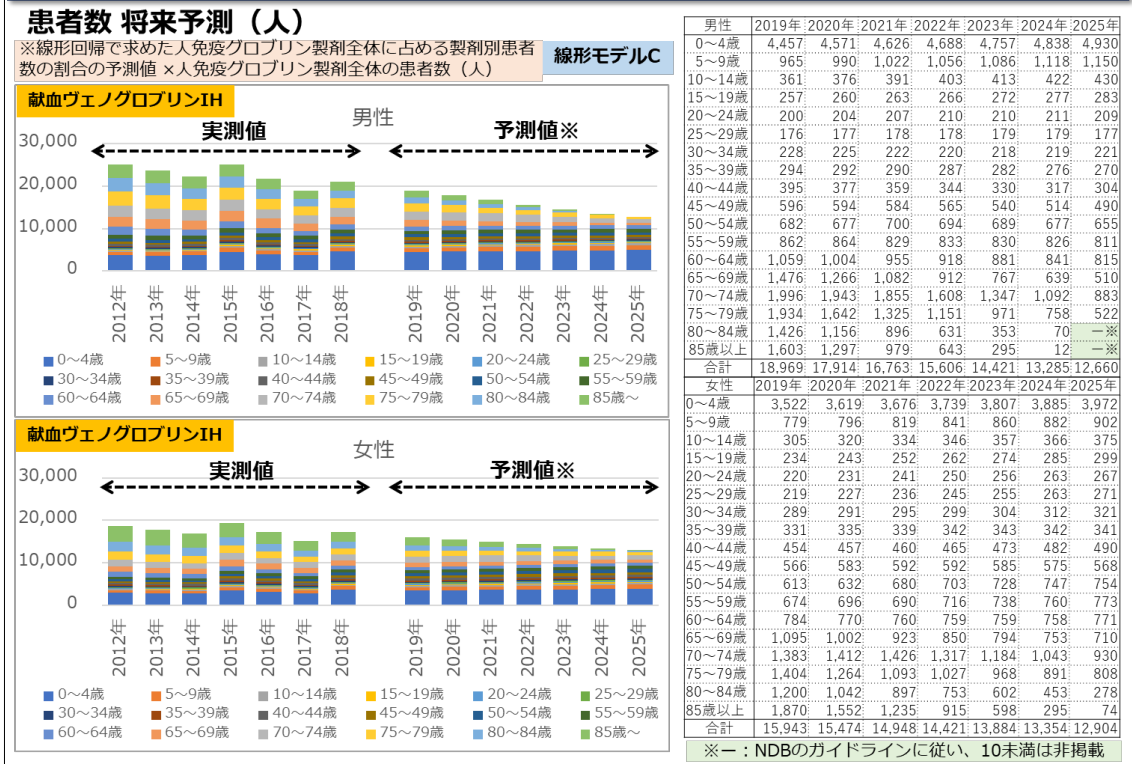 患者数 将来予測（人）
※線形回帰で求めた人免疫グロブリン製剤全体に占める製剤別患者
数の割合の予測値 ×人免疫グロブリン製剤全体の患者数（人）
線形モデルC
献血ヴェノグロブリンIH
男性
実測値
予測値※
30,000
20,000
10,000
0
2012年 2013年 2014年 2015年 2016年 2017年 2018年 2019年 2020年 2021年 2022年 2023年 2024年 2025年
0～4歳 5～9歳 10～14歳 15～19歳 20～24歳 25～29歳
30～34歳 35～39歳 40～44歳 45～49歳 50～54歳 55～59歳
60～64歳 65～69歳 70～74歳 75～79歳 80～84歳 85歳～
献血ヴェノグロブリンIH
女性
実測値
予測値※
30,000
20,000
10,000
0
2012年 2013年 2014年 2015年 2016年 2017年 2018年 2019年 2020年 2021年 2022年 2023年 2024年 2025年
0～4歳 5～9歳 10～14歳 15～19歳 20～24歳 25～29歳
30～34歳 35～39歳 40～44歳 45～49歳 50～54歳 55～59歳
60～64歳 65～69歳 70～74歳 75～79歳 80～84歳 85歳～
男性 2019年 2020年 2021年 2022年 2023年 2024年 2025年
0～4歳 4,457 4,571 4,626 4,688 4,757 4,838 4,930
5～9歳 965 990 1,022 1,056 1,086 1,118 1,150
10～14歳 361 376 391 403 413 422 430
15～19歳 257 260 263 266 272 277 283
20～24歳 200 204 207 210 210 211 209
25～29歳 176 177 178 178 179 179 177
30～34歳 228 225 222 220 218 219 221
35～39歳 294 292 290 287 282 276 270
40～44歳 395 377 359 344 330 317 304
45～49歳 596 594 584 565 540 514 490
50～54歳 682 677 700 694 689 677 655
55～59歳 862 864 829 833 830 826 811
60～64歳 1,059 1,004 955 918 881 841 815
65～69歳 1,476 1,266 1,082 912 767 639 510
70～74歳 1,996 1,943 1,855 1,608 1,347 1,092 883
75～79歳 1,934 1,642 1,325 1,151 971 758 522
80～84歳 1,426 1,156 896 631 353 70 －※
85歳以上 1,603 1,297 979 643 295 12 －※
合計 18,969 17,914 16,763 15,606 14,421 13,285 12,660
女性 2019年 2020年 2021年 2022年 2023年 2024年 2025年
0～4歳 3,522 3,619 3,676 3,739 3,807 3,885 3,972
5～9歳 779 796 819 841 860 882 902
10～14歳 305 320 334 346 357 366 375
15～19歳 234 243 252 262 274 285 299
20～24歳 220 231 241 250 256 263 267
25～29歳 219 227 236 245 255 263 271
30～34歳 289 291 295 299 304 312 321
35～39歳 331 335 339 342 343 342 341
40～44歳 454 457 460 465 473 482 490
45～49歳 566 583 592 592 585 575 568
50～54歳 613 632 680 703 728 747 754
55～59歳 674 696 690 716 738 760 773
60～64歳 784 770 760 759 759 758 771
65～69歳 1,095 1,002 923 850 794 753 710
70～74歳 1,383 1,412 1,426 1,317 1,184 1,043 930
75～79歳 1,404 1,264 1,093 1,027 968 891 808
80～84歳 1,200 1,042 897 753 602 453 278
85歳以上 1,870 1,552 1,235 915 598 295 74
合計 15,943 15,474 14,948 14,421 13,884 13,354 12,904
※－：NDBのガイドラインに従い、10未満は非掲載